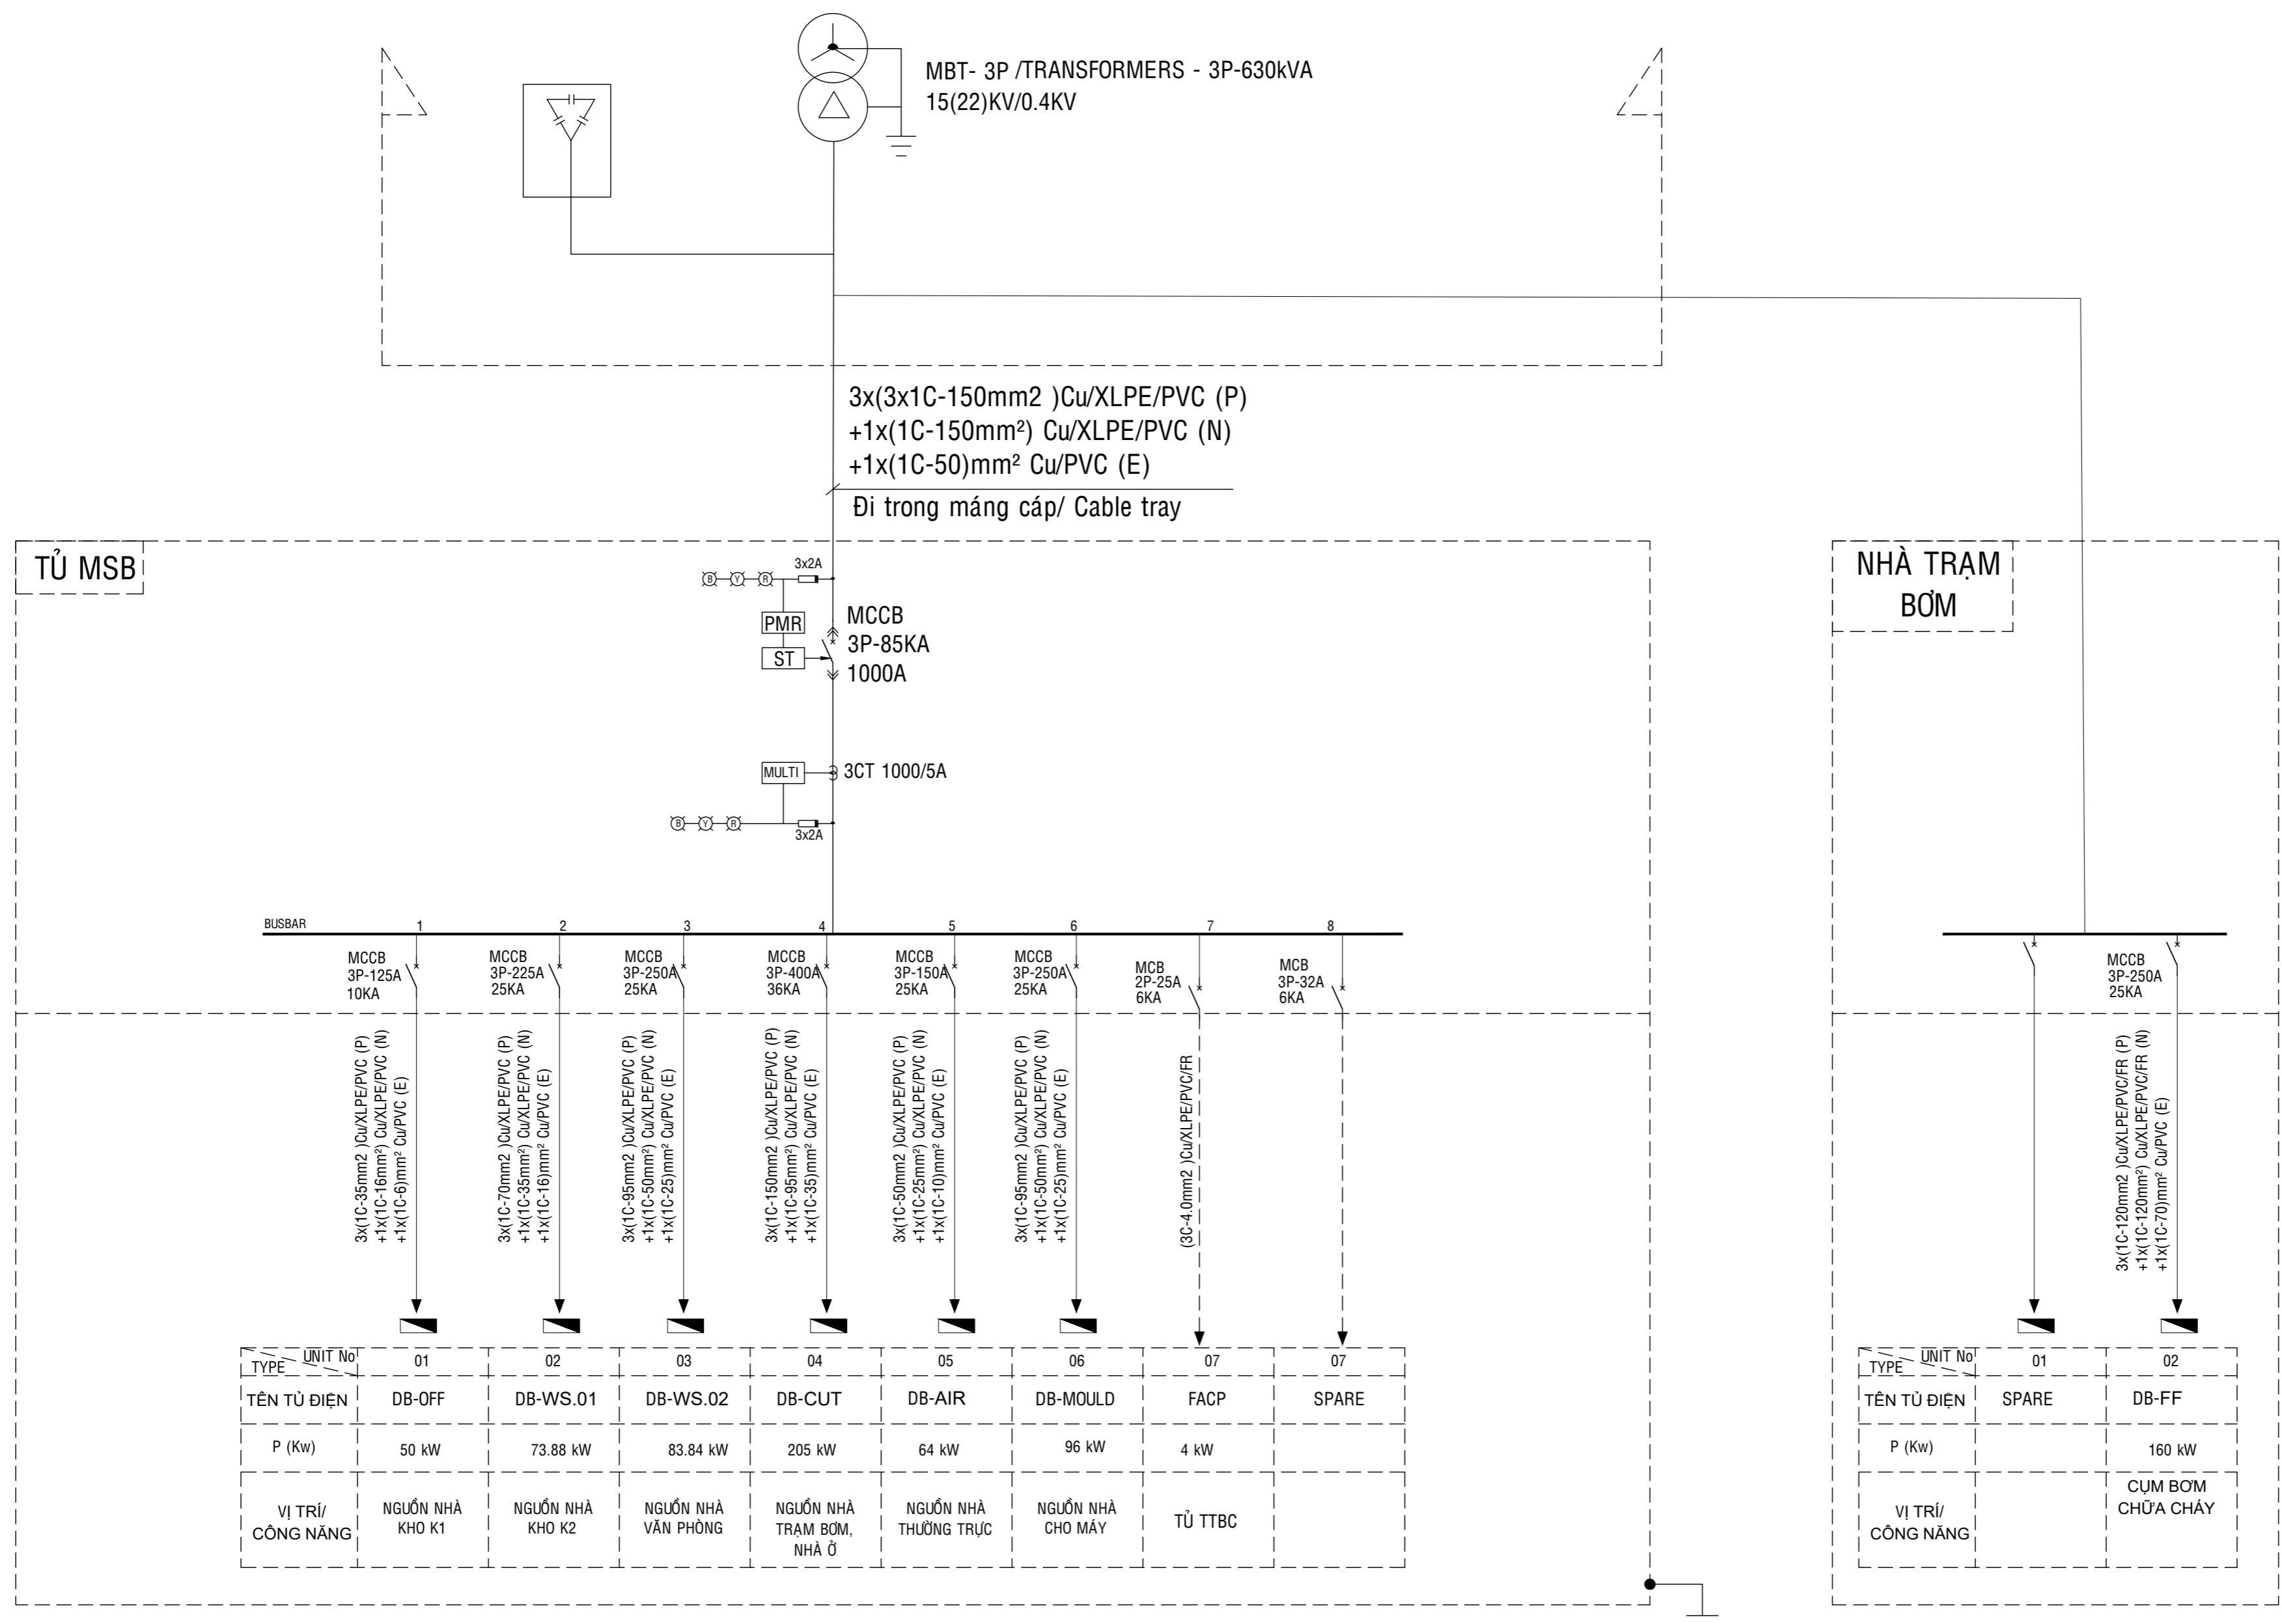 MBT- 3P /TRANSFORMERS - 3P-630kVA
15(22)KV/0.4KV
3x(3x1C-150mm2 )Cu/XLPE/PVC (P)
+1x(1C-150mm²) Cu/XLPE/PVC (N)
+1x(1C-50)mm² Cu/PVC (E)
Đi trong máng cáp/ Cable tray
TỦ MSB
3x2A
B Y R
PMR
ST
MCCB
3P-85KA
1000A
MULTI
3CT 1000/5A
B Y R
3x2A
BUSBAR
1 2 3 4 5 6 7 8
MCCB
3P-125A
10KA
MCCB
3P-225A
25KA
MCCB
3P-250A
25KA
MCCB
3P-400A
36KA
MCCB
3P-150A
25KA
MCCB
3P-250A
25KA
MCB
2P-25A
6KA
MCB
3P-32A
6KA
3x(1C-35mm2 )Cu/XLPE/PVC (P)
+1x(1C-16mm²) Cu/XLPE/PVC (N)
+1x(1C-6)mm² Cu/PVC (E)
3x(1C-70mm2 )Cu/XLPE/PVC (P)
+1x(1C-35mm²) Cu/XLPE/PVC (N)
+1x(1C-16)mm² Cu/PVC (E)
3x(1C-95mm2 )Cu/XLPE/PVC (P)
+1x(1C-50mm²) Cu/XLPE/PVC (N)
+1x(1C-25)mm² Cu/PVC (E)
3x(1C-150mm2 )Cu/XLPE/PVC (P)
+1x(1C-95mm²) Cu/XLPE/PVC (N)
+1x(1C-35)mm² Cu/PVC (E)
3x(1C-50mm2 )Cu/XLPE/PVC (P)
+1x(1C-25mm²) Cu/XLPE/PVC (N)
+1x(1C-10)mm² Cu/PVC (E)
3x(1C-95mm2 )Cu/XLPE/PVC (P)
+1x(1C-50mm²) Cu/XLPE/PVC (N)
+1x(1C-25)mm² Cu/PVC (E)
(3C-4.0mm2 )Cu/XLPE/PVC/FR
TYPE UNIT No 01 02 03 04 05 06 07 07
TÊN TỦ ĐIỆN DB-OFF DB-WS.01 DB-WS.02 DB-CUT DB-AIR DB-MOULD FACP SPARE
P (Kw) 50 kW 73.88 kW 83.84 kW 205 kW 64 kW 96 kW 4 kW
VỊ TRÍ/
CÔNG NĂNG
NGUỒN NHÀ
KHO K1
NGUỒN NHÀ
KHO K2
NGUỒN NHÀ
VĂN PHÒNG
NGUỒN NHÀ
TRẠM BƠM,
NHÀ Ở
NGUỒN NHÀ
THƯỜNG TRỰC
NGUỒN NHÀ
CHO MÁY
TỦ TTBC
NHÀ TRẠM
BƠM
MCCB
3P-250A
25KA
3x(1C-120mm2 )Cu/XLPE/PVC/FR (P)
+1x(1C-120mm²) Cu/XLPE/PVC/FR (N)
+1x(1C-70)mm² Cu/PVC (E)
TYPE UNIT No 01 02
TÊN TỦ ĐIỆN SPARE DB-FF
P (Kw) 160 kW
VỊ TRÍ/
CÔNG NĂNG
CỤM BƠM
CHỮA CHÁY